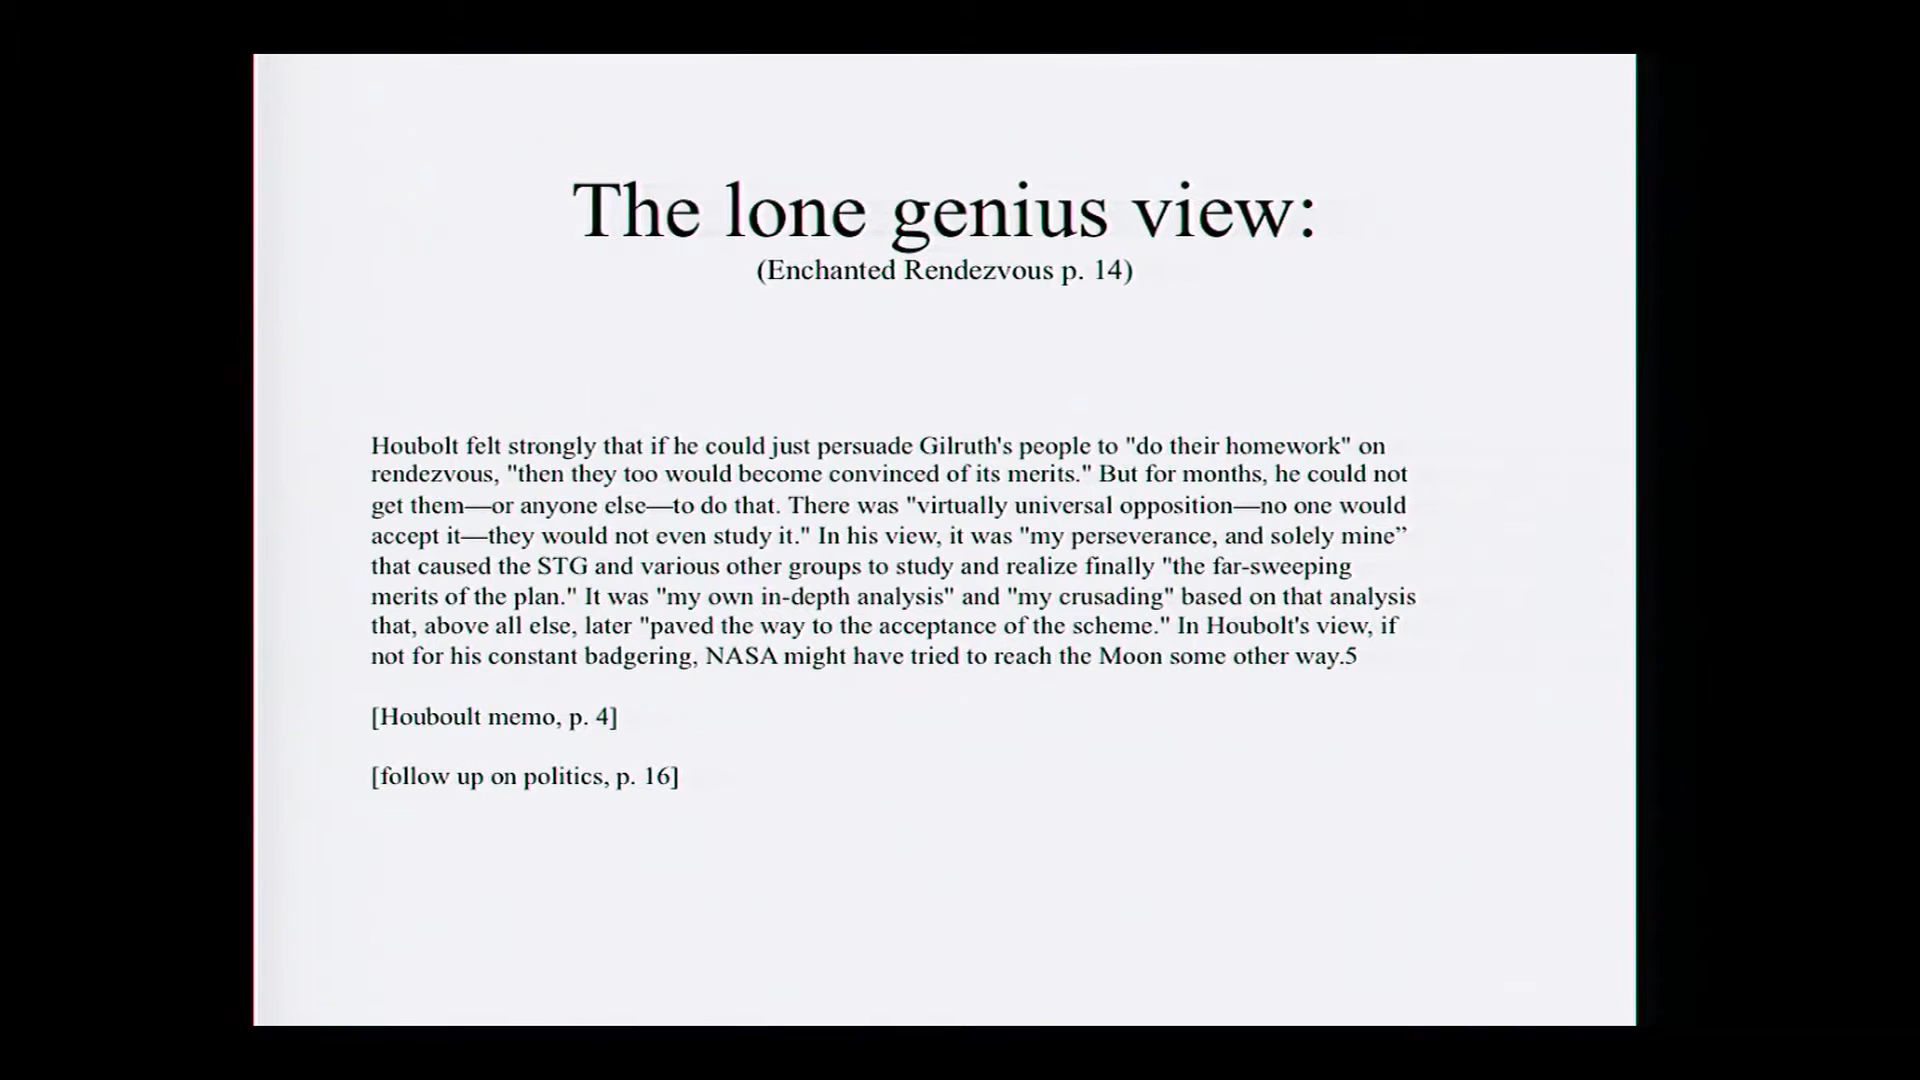 The lone genius view:
(Enchanted Rendezvous p. 14)
Houbolt felt strongly that if he could just persuade Gilruth's people to "do their homework" on
rendezvous, "then they too would become convinced of its merits." But for months, he could not
get them—or anyone else—to do that. There was "virtually universal opposition—no one would
accept it—they would not even study it." In his view, it was "my perseverance, and solely mine”
that caused the STG and various other groups to study and realize finally "the far-sweeping
merits of the plan." It was "my own in-depth analysis" and "my crusading" based on that analysis
that, above all else, later "paved the way to the acceptance of the scheme." In Houbolt's view, if
not for his constant badgering, NASA might have tried to reach the Moon some other way.5
[Houboult memo, p. 4]
[follow up on politics, p. 16]